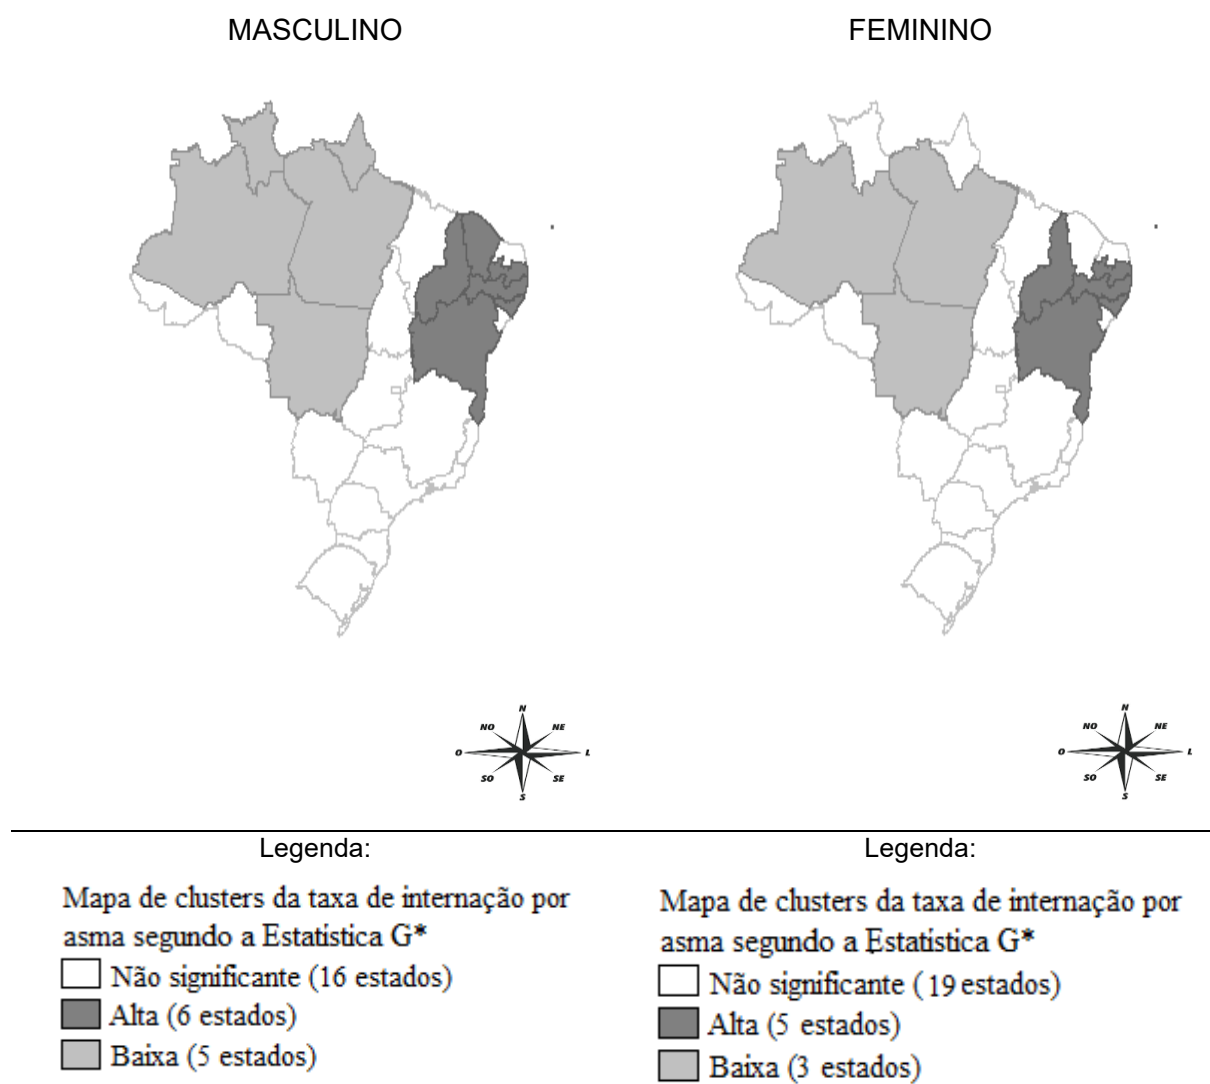 MASCULINO
FEMININO
N
NO
NE
O
L
SO
SE
S
N
NO
NE
O
L
SO
SE
S
Legenda:
Mapa de clusters da taxa de internação por
asma segundo a Estatística G*
Não significante (16 estados)
Alta (6 estados)
Baixa (5 estados)
Legenda:
Mapa de clusters da taxa de internação por
asma segundo a Estatística G*
Não significante (19 estados)
Alta (5 estados)
Baixa (3 estados)